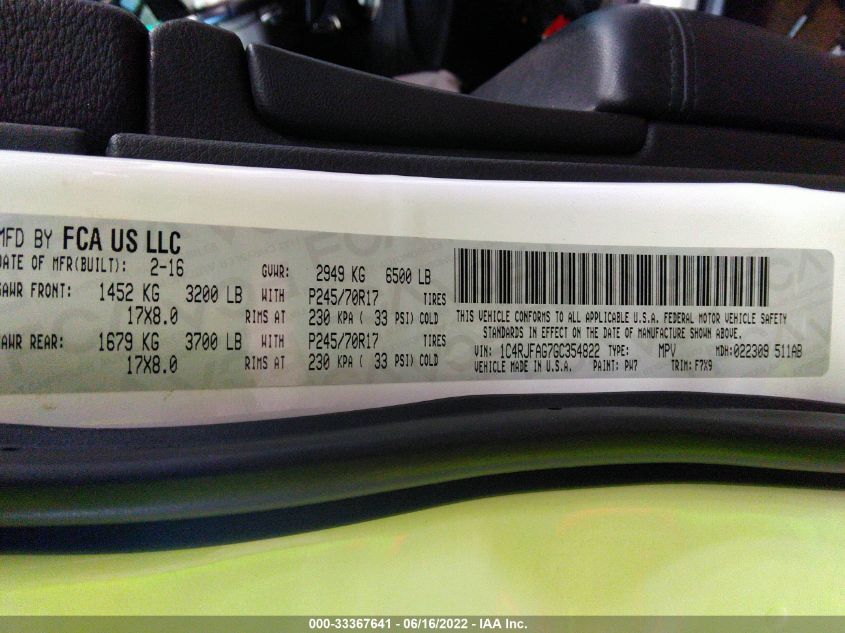 MFD BY FCA US LLC
DATE OF MFR(BUILT): 2-16 GVWR: 2949 KG 6500 LB
GAWR FRONT: 1452 KG 3200 LB WITH P245/70R17 TIRES
17X8.0 RIMS AT 230 KPA ( 33 PSI) COLD
GAWR REAR: 1679 KG 3700 LB WITH P245/70R17 TIRES
17X8.0 RIMS AT 230 KPA ( 33 PSI) COLD
THIS VEHICLE CONFORMS TO ALL APPLICABLE U.S.A. FEDERAL MOTOR VEHICLE SAFETY
STANDARDS IN EFFECT ON THE DATE OF MANUFACTURE SHOWN ABOVE.
VIN: 1C4RJFAG7GC354822 TYPE: MPV MDH:022309 511AB
VEHICLE MADE IN U.S.A. PAINT: PW7 TRIM: F7X9
000-33367641 - 06/16/2022 - IAA Inc.